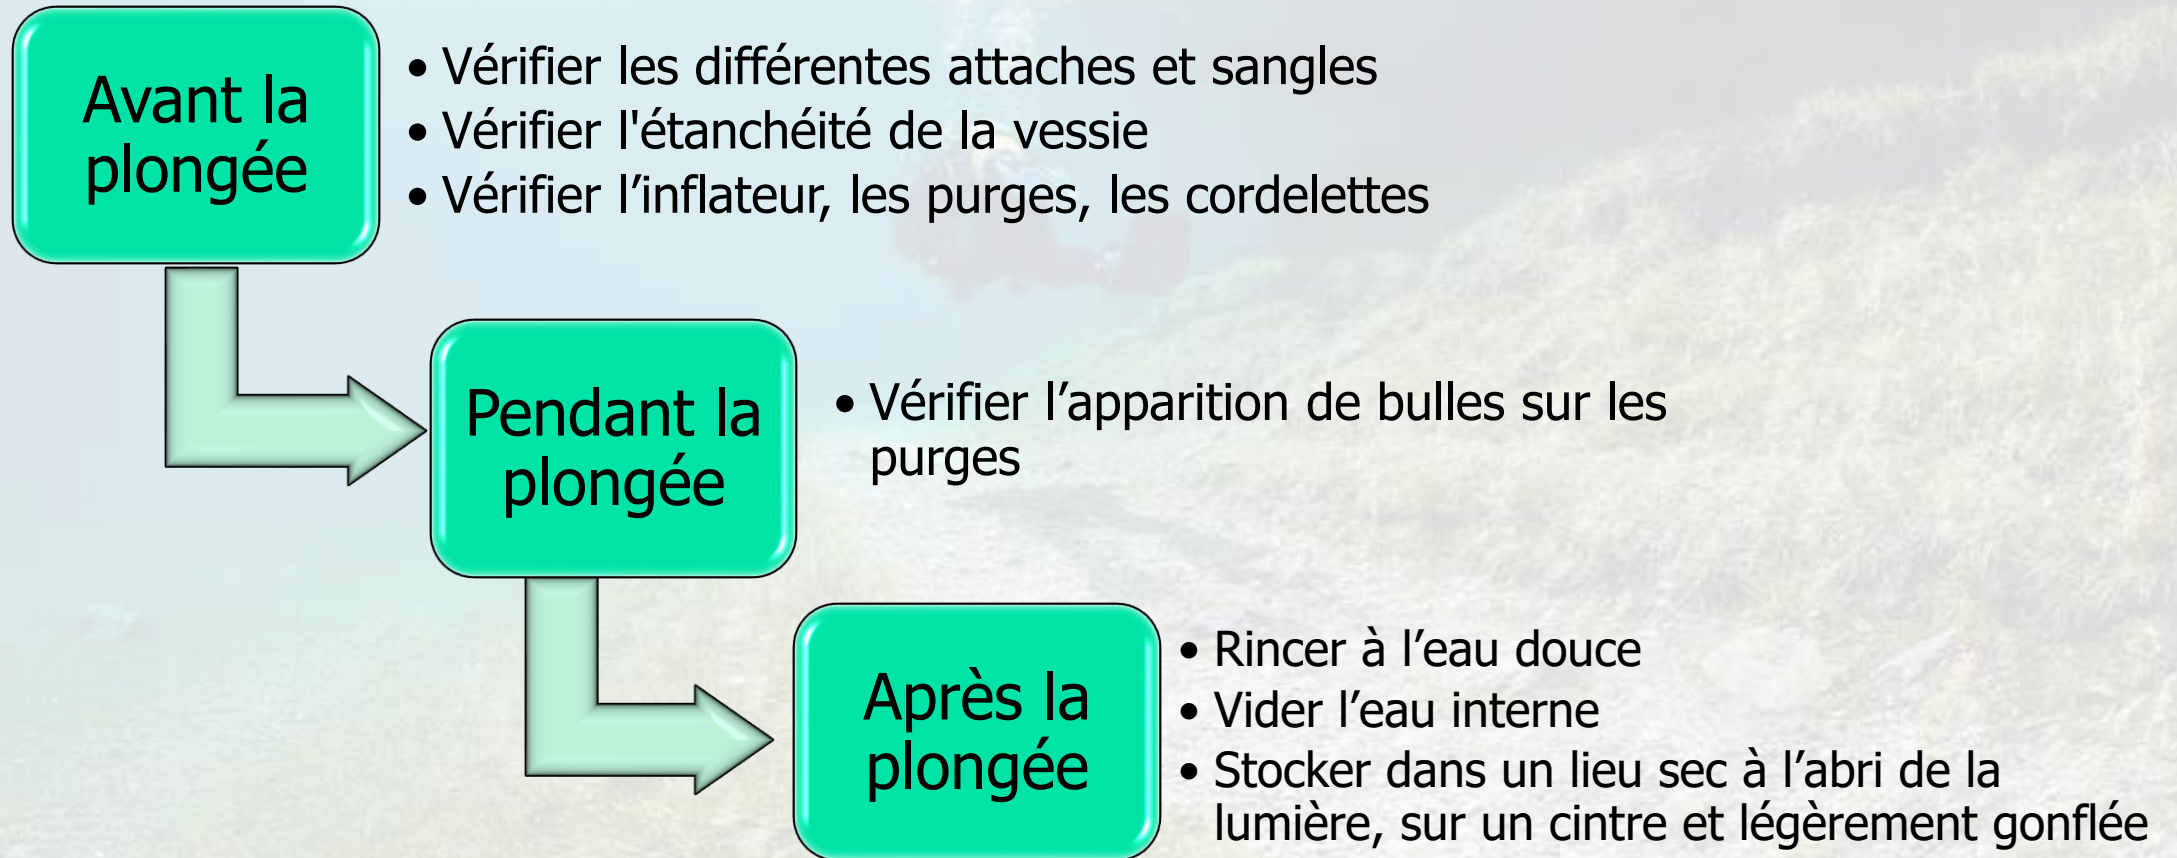 Avant la
plongée
• Vérifier les différentes attaches et sangles
• Vérifier l'étanchéité de la vessie
• Vérifier l’inflateur, les purges, les cordelettes
Pendant la
plongée
• Vérifier l’apparition de bulles sur les
purges
Après la
plongée
• Rincer à l’eau douce
• Vider l’eau interne
• Stocker dans un lieu sec à l’abri de la
lumière, sur un cintre et légèrement gonflée